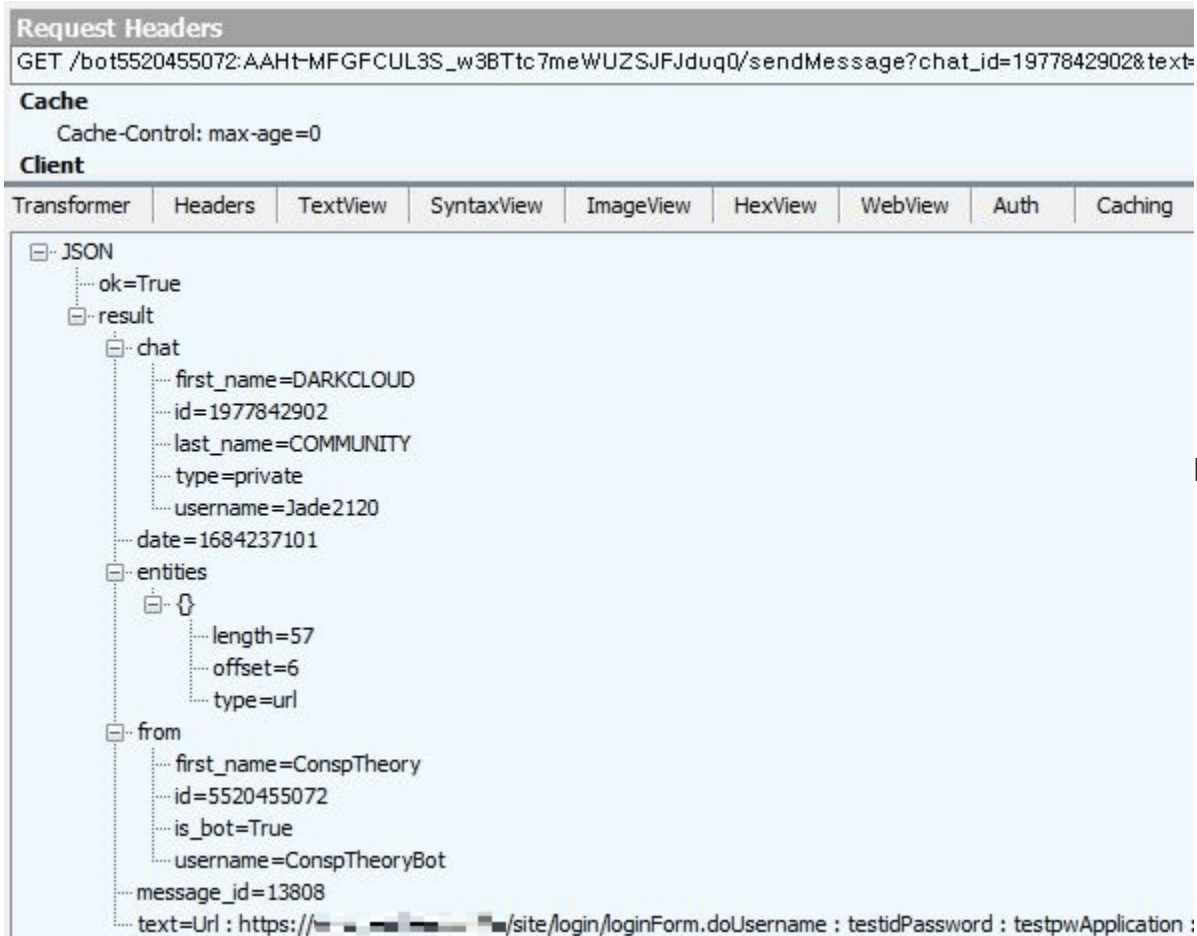 Request Headers
GET /bot5520455072:AAHt-MFGFCUL3S_w3BTtc7meWUZSJFJduq0/sendMessage?chat_id=1977842902&text=
Cache
Cache-Control: max-age=0
Client
Transformer Headers TextView SyntaxView ImageView HexView WebView Auth Caching
JSON
ok=True
result
chat
first_name=DARKCLOUD
id=1977842902
last_name=COMMUNITY
type=private
username=Jade2120
date=1684237101
entities
{}
length=57
offset=6
type=url
from
first_name=ConspTheory
id=5520455072
is_bot=True
username=ConspTheoryBot
message_id=13808
text=Url : https:///site/login/loginForm.doUsername : testidPassword : testpwApplication :